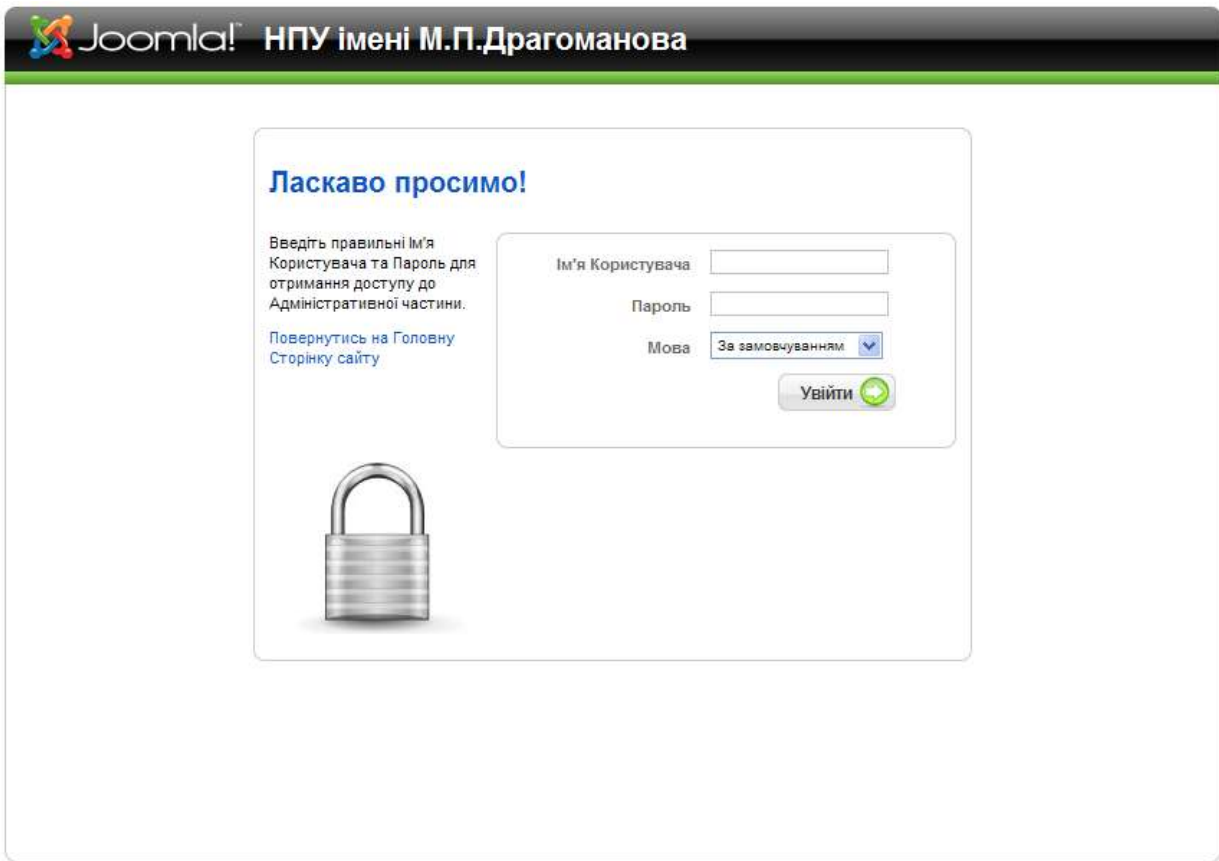 Joomla!™ НПУ імені М.П.Драгоманова
Ласкаво просимо!
Введіть правильні Ім'я
Користувача та Пароль для
отримання доступу до
Адміністративної частини.
Повернутись на Головну
Сторінку сайту
Ім'я Користувача
Пароль
Мова За замовчуванням
Увійти